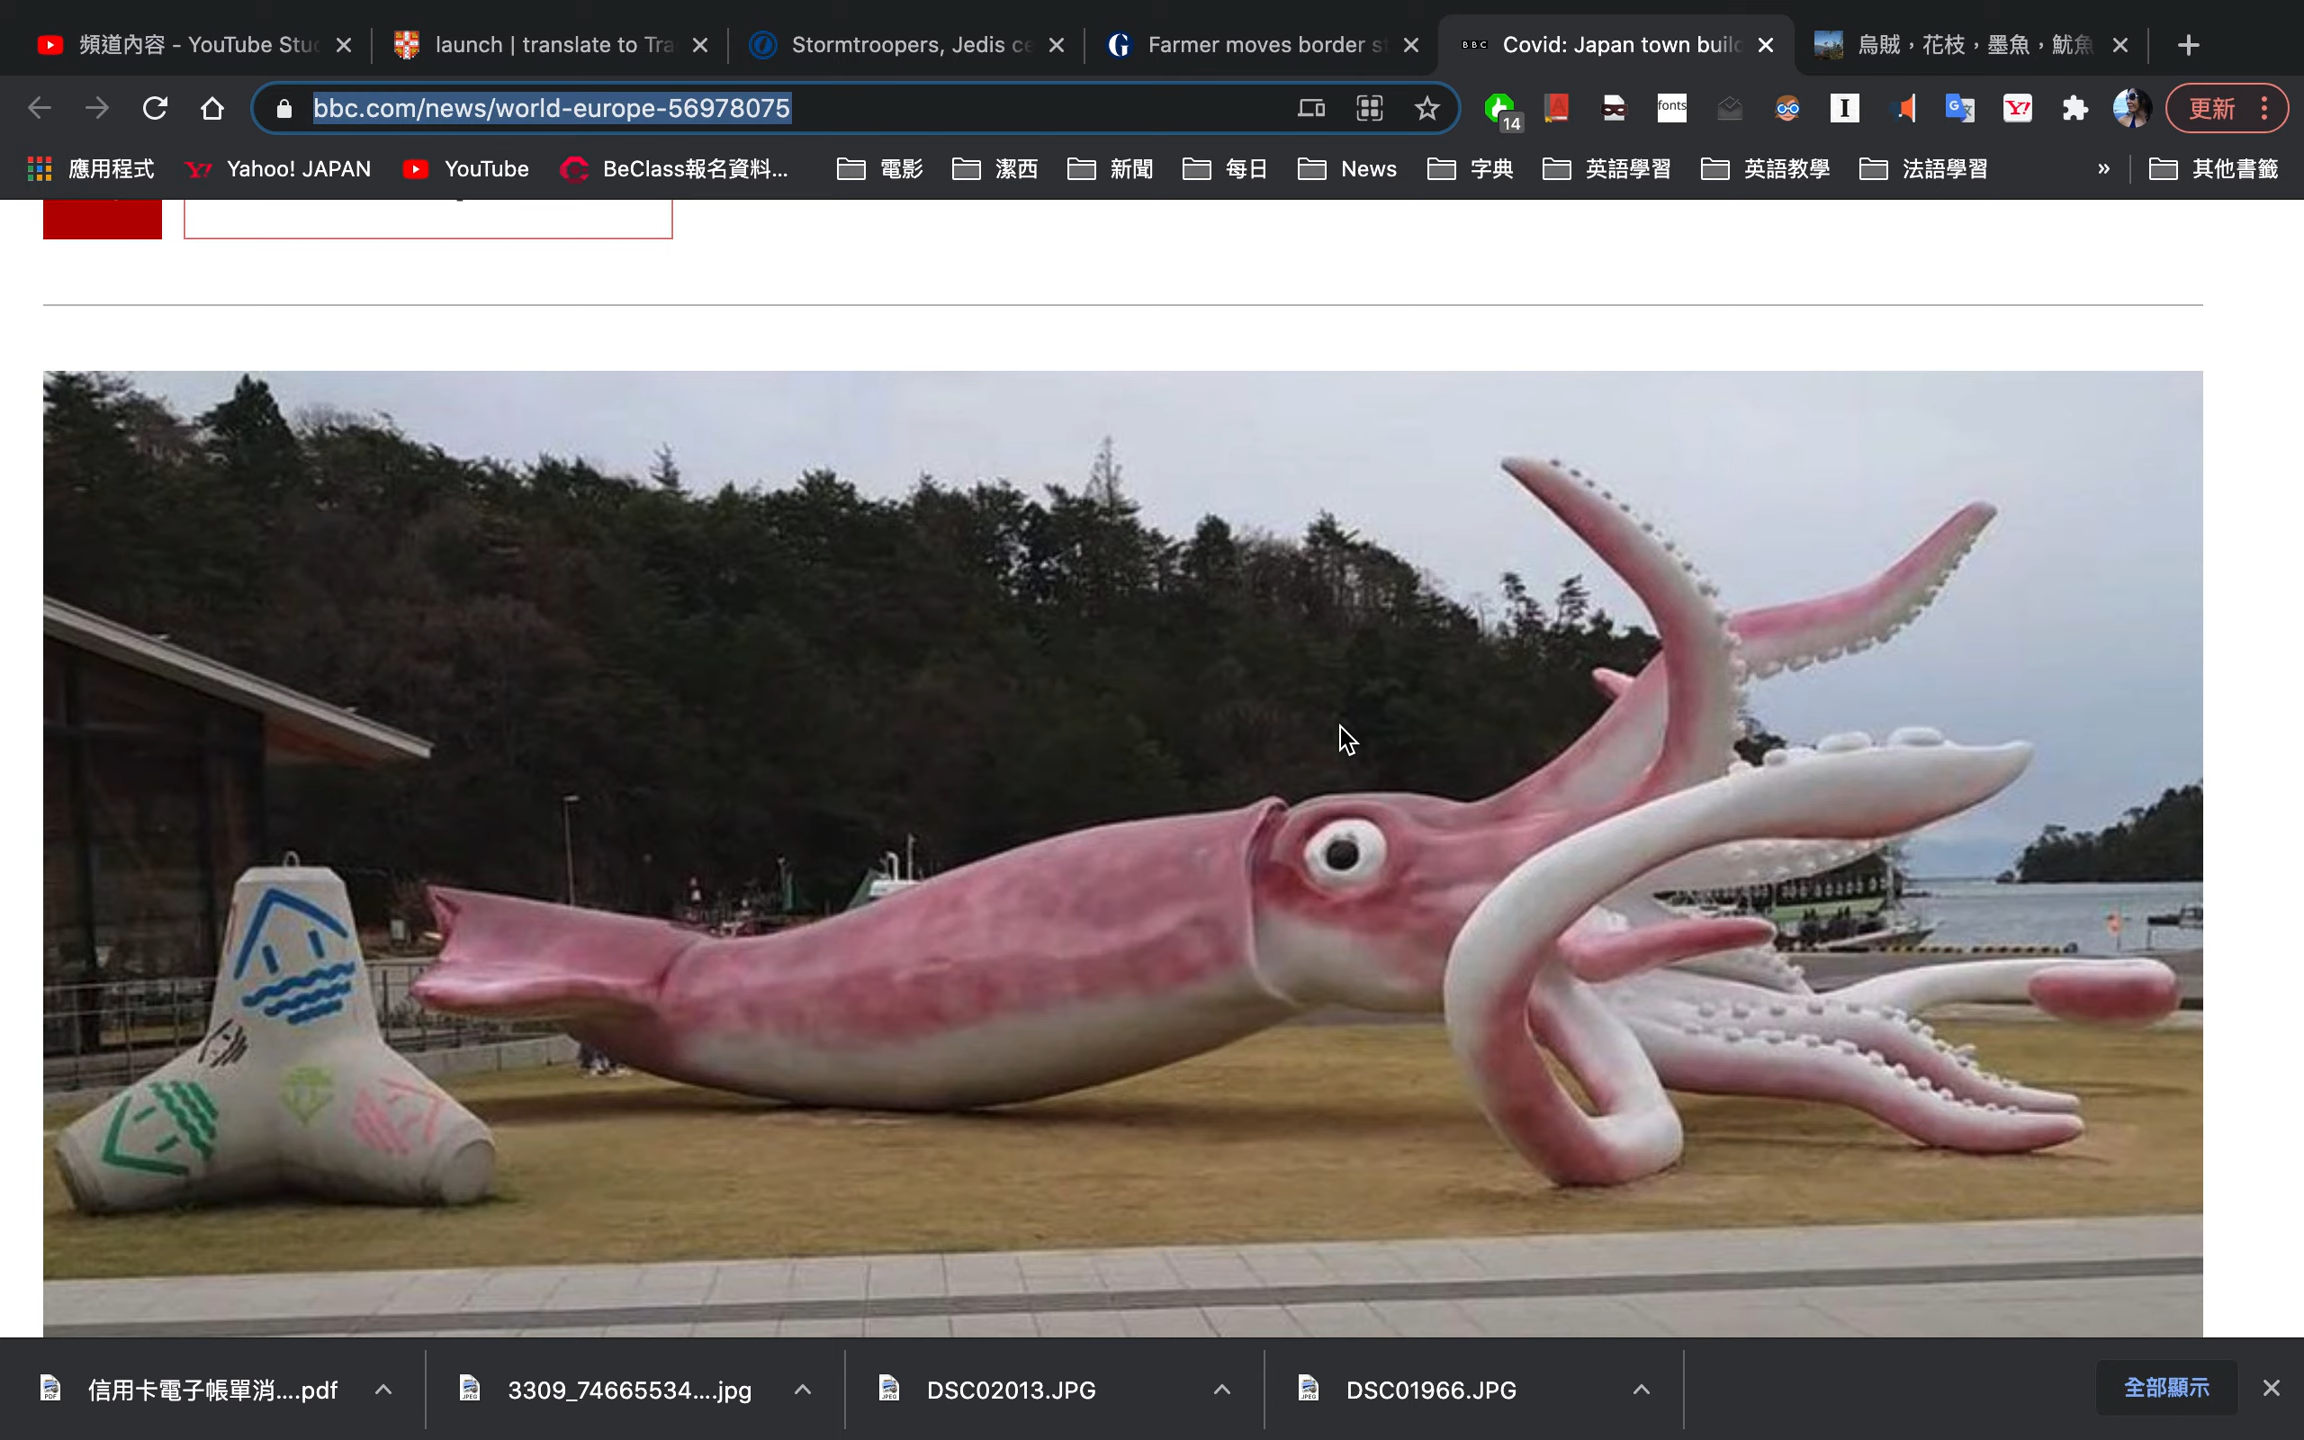 頻道內容 - YouTube Stu
launch | translate to Tra
Stormtroopers, Jedis ce
Farmer moves border s
BBC
Covid: Japan town build
烏賊，花枝，墨魚，魷魚
bbc.com/news/world-europe-56978075
14
fonts
更新
應用程式
Yahoo! JAPAN
YouTube
BeClass報名資料...
電影
潔西
新聞
每日
News
字典
英語學習
英語教學
法語學習
»
其他書籤
信用卡電子帳單消....pdf
3309_74665534....jpg
DSC02013.JPG
DSC01966.JPG
全部顯示